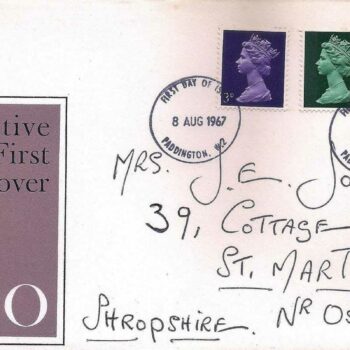 tive
First
over
O
3D
FIRST DAY OF IS
8 AUG 1967
PADDINGTON, W2
MRS. J. E. Jo
39, COTTAGE
ST. MART
SHROPSHIRE. NR OS